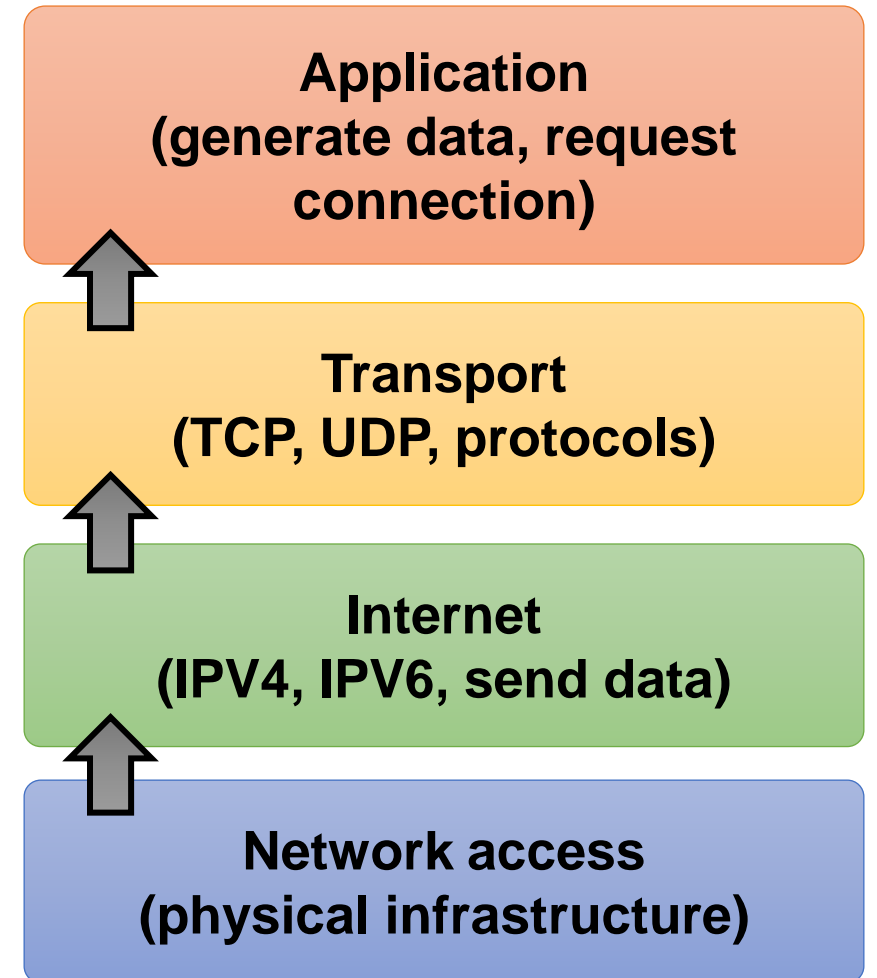 Application
(generate data, request
connection)
Transport
(TCP, UDP, protocols)
Internet
(IPV4, IPV6, send data)
Network access
(physical infrastructure)